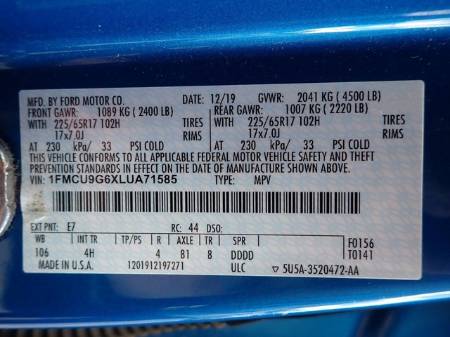 MFD. BY FORD MOTOR CO.
DATE: 12/19 GVWR: 2041 KG ( 4500 LB)
FRONT GAWR: 1089 KG ( 2400 LB) REAR GAWR: 1007 KG ( 2220 LB)
WITH 225/65R17 102H TIRES WITH 225/65R17 102H TIRES
17x7.0J RIMS 17x7.0J RIMS
AT 230 kPa/ 33 PSI COLD AT 230 kPa/ 33 PSI COLD
THIS VEHICLE CONFORMS TO ALL APPLICABLE FEDERAL MOTOR VEHICLE SAFETY AND
THEFT PREVENTION STANDARDS IN EFFECT ON THE DATE OF MANUFACTURE SHOWN ABOVE.
VIN: 1FMCU9G6XLUA71585 TYPE: MPV
EXT PNT: E7 RC: 44 DSO:
WB INT TR TP/PS R AXLE TR SPR F0156
106 4H 4 B1 8 DDDD T0141
MADE IN U.S.A. 1201912197271 ULC 5U5A-3520472-AA